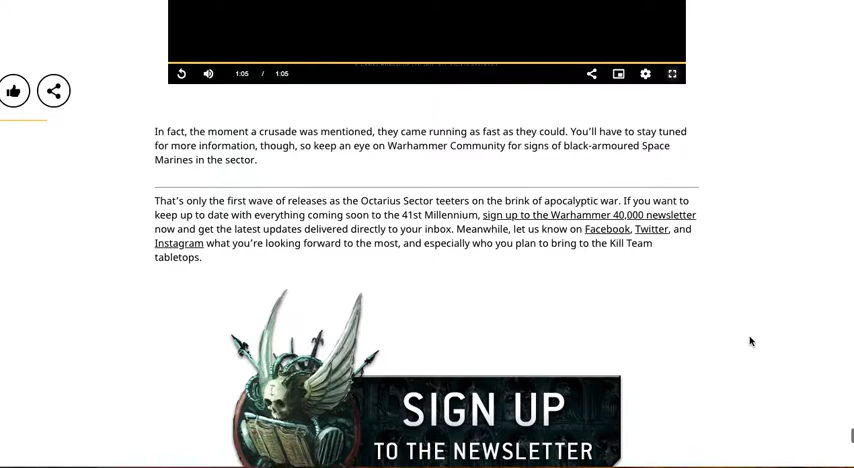 1:05 / 1:05
In fact, the moment a crusade was mentioned, they came running as fast as they could. You'll have to stay tuned
for more information, though, so keep an eye on Warhammer Community for signs of black-armoured Space
Marines in the sector.
That's only the first wave of releases as the Octarius Sector teeters on the brink of apocalyptic war. If you want to
keep up to date with everything coming soon to the 41st Millennium, sign up to the Warhammer 40,000 newsletter
now and get the latest updates delivered directly to your inbox. Meanwhile, let us know on Facebook, Twitter, and
Instagram what you're looking forward to the most, and especially who you plan to bring to the Kill Team
tabletops.
SIGN UP
TO THE NEWSLETTER